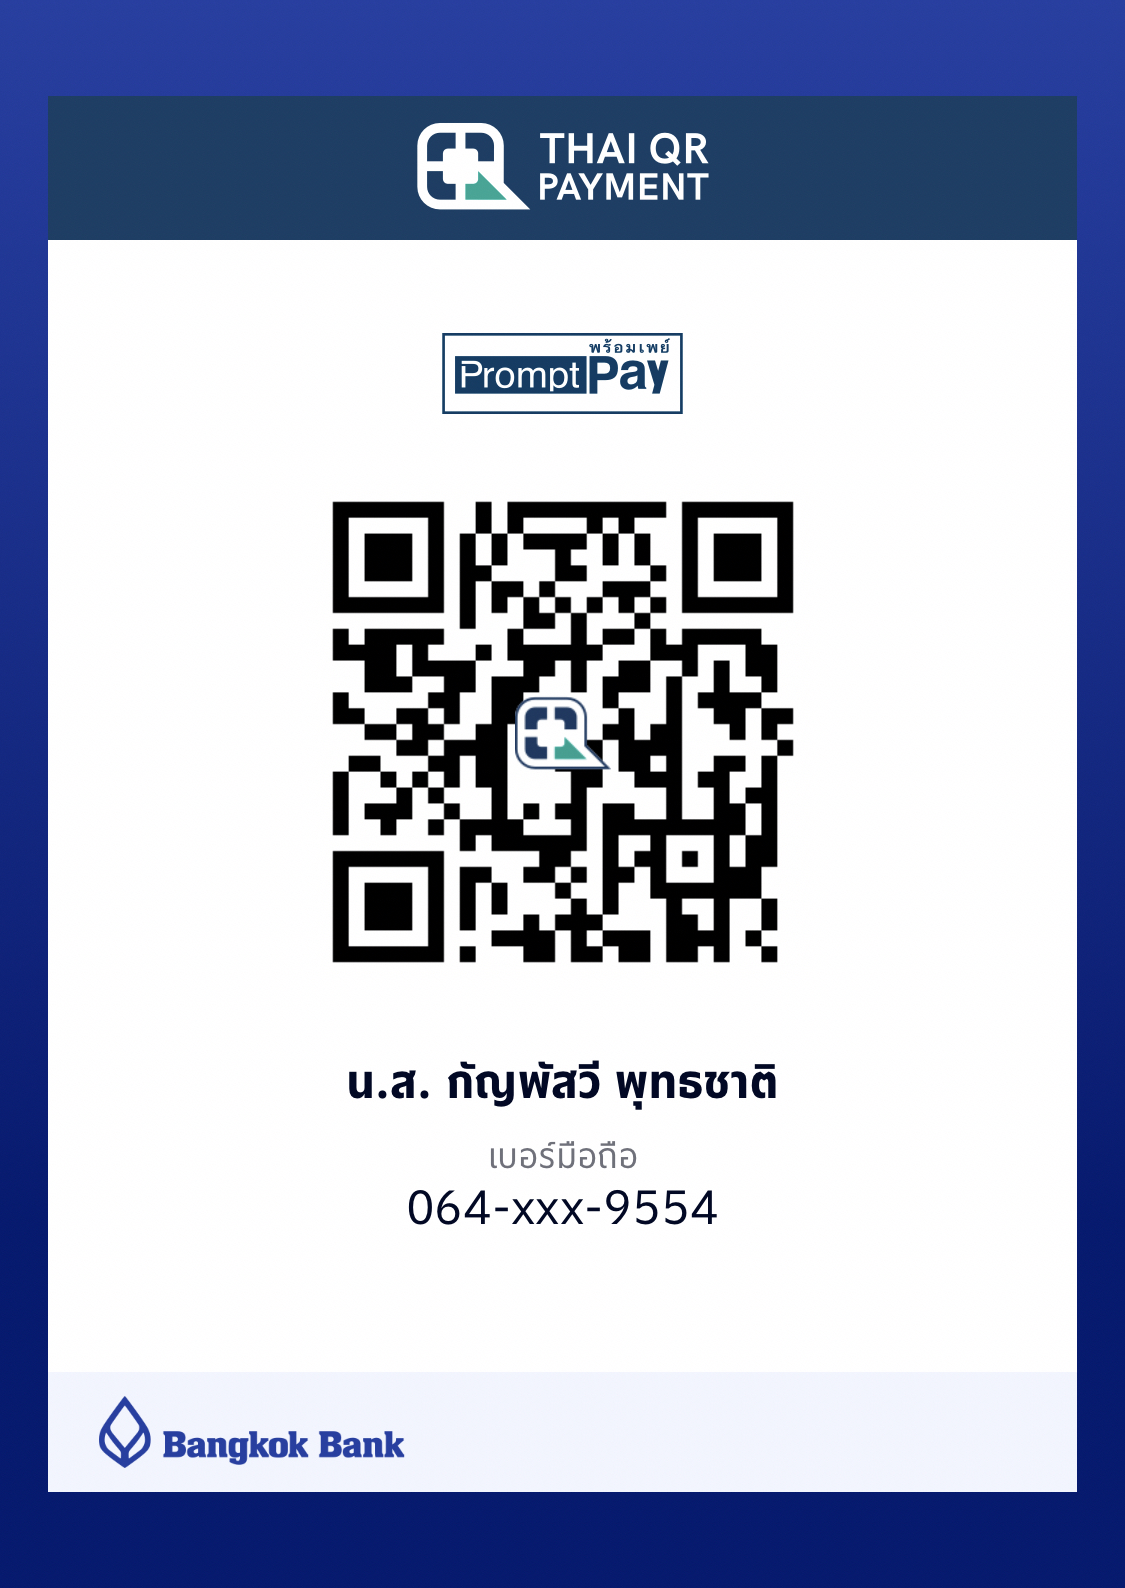 THAI QR
PAYMENT
พร้อมเพย์
PromptPay
น.ส. กัญพัสวี พุทธชาติ
เบอร์มือถือ
064-xxx-9554
Bangkok Bank